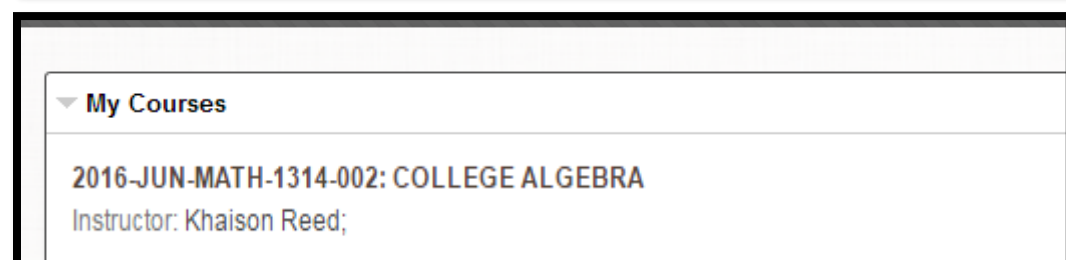 My Courses
2016-JUN-MATH-1314-002: COLLEGE ALGEBRA
Instructor: Khaison Reed;